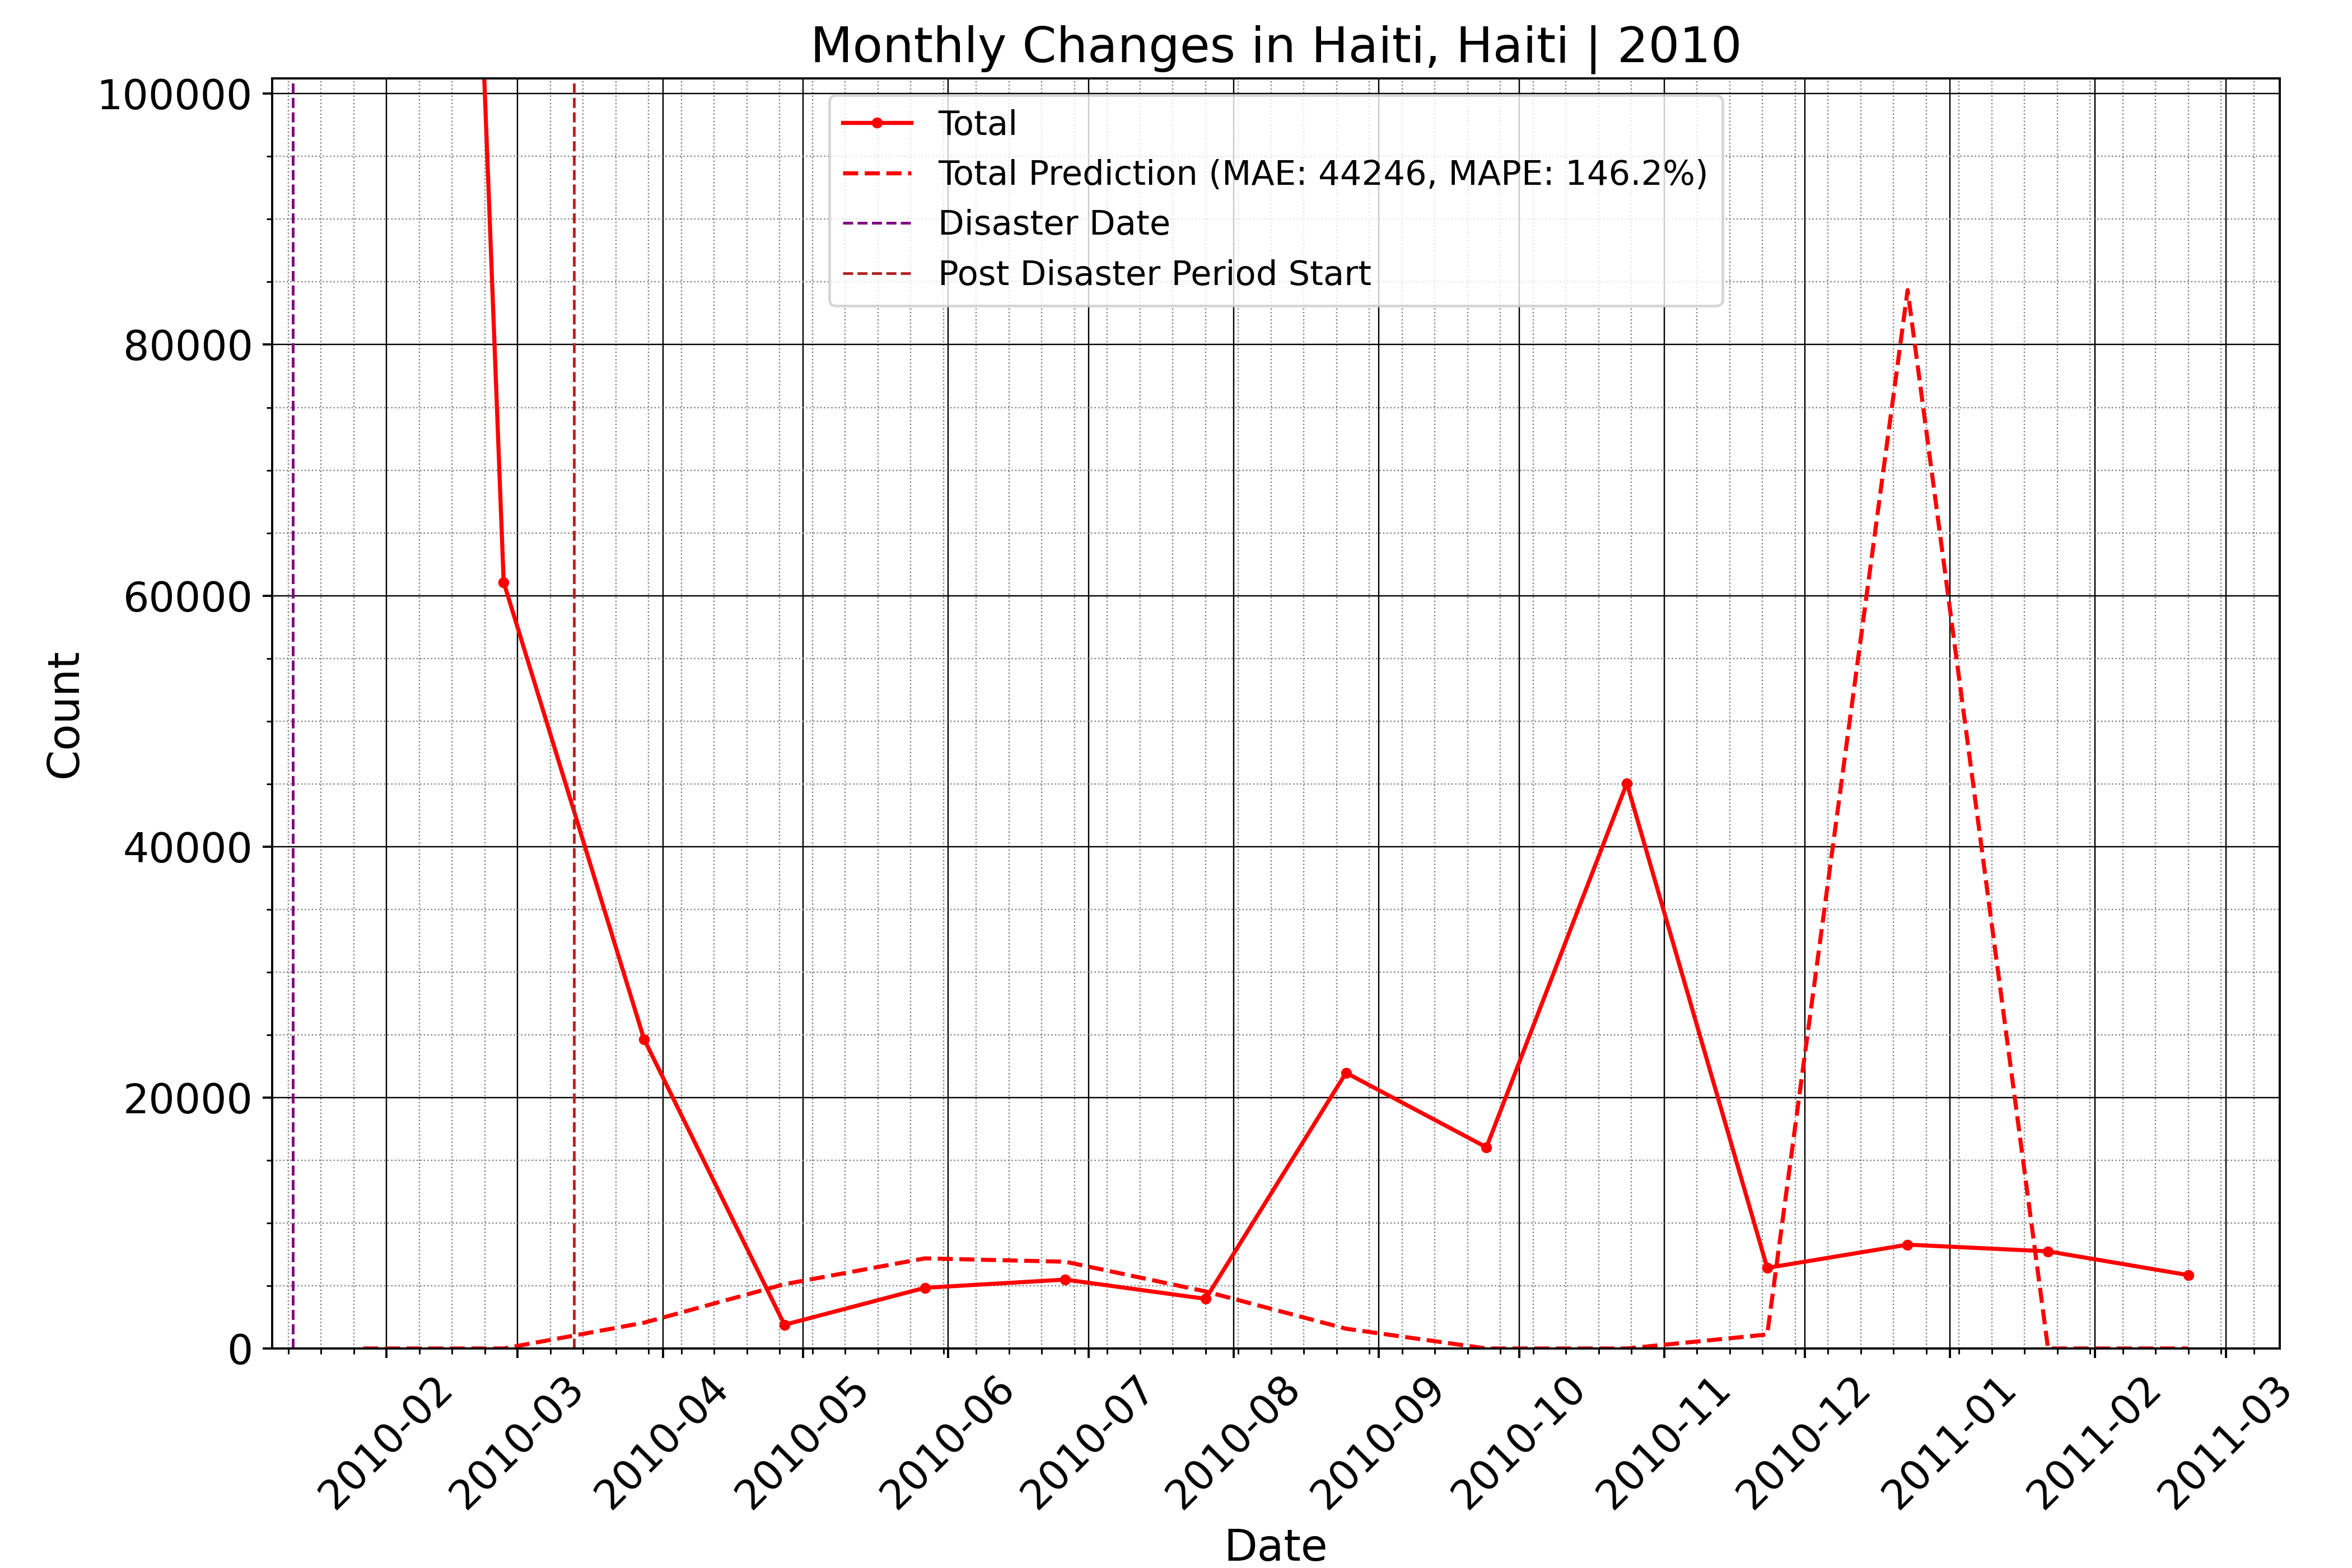 Monthly Changes in Haiti, Haiti | 2010
Total
Total Prediction (MAE: 44246, MAPE: 146.2%)
Disaster Date
Post Disaster Period Start
100000
80000
60000
40000
20000
0
Count
2010-02
2010-03
2010-04
2010-05
2010-06
2010-07
2010-08
2010-09
2010-10
2010-11
2010-12
2011-01
2011-02
2011-03
Date